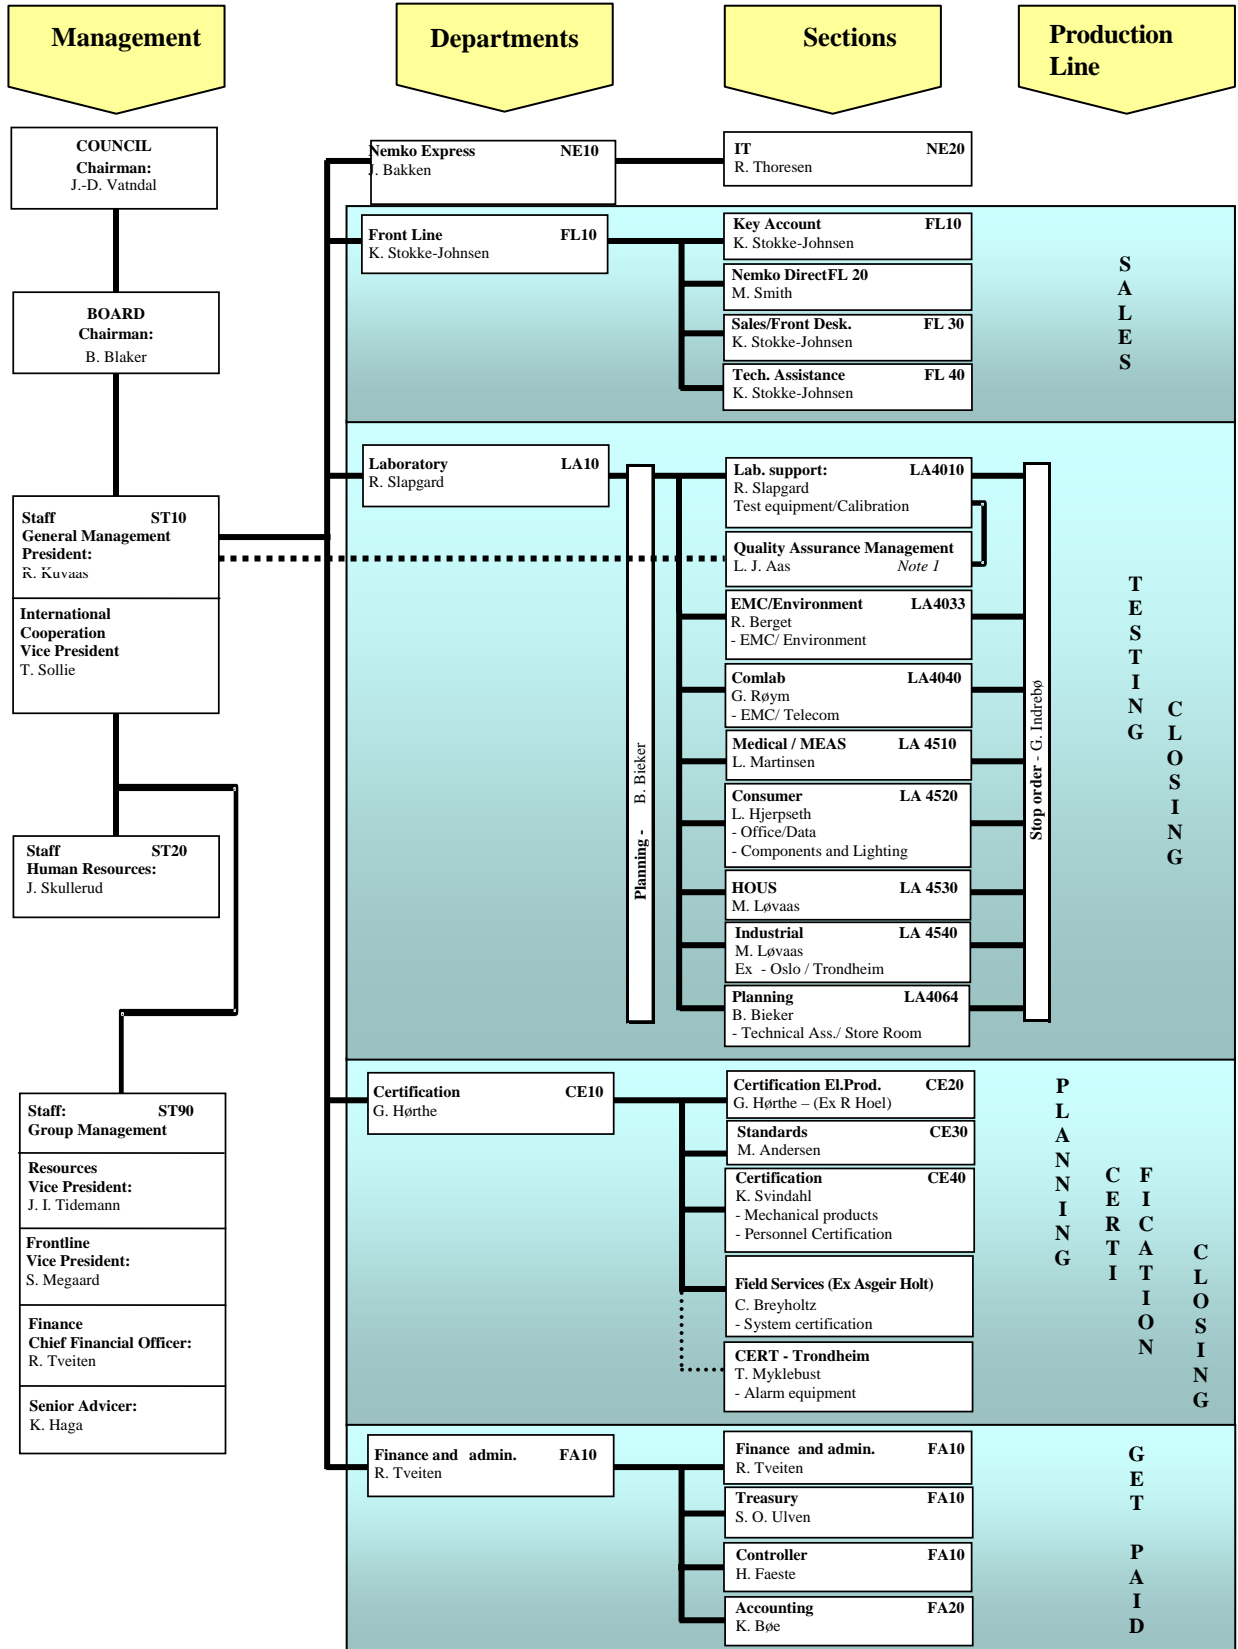 Management
Departments
Sections
Production
Line
COUNCIL
Chairman:
J.-D. Vatndal
BOARD
Chairman:
B. Blaker
Staff ST10
General Management
President:
R. Kuvaas
International
Cooperation
Vice President
T. Sollie
Staff ST20
Human Resources:
J. Skullerud
Staff: ST90
Group Management
Resources
Vice President:
J. I. Tidemann
Frontline
Vice President:
S. Megaard
Finance
Chief Financial Officer:
R. Tveiten
Senior Advicer:
K. Haga
Nemko Express NE10
J. Bakken
IT NE20
R. Thoresen
Front Line FL10
K. Stokke-Johnsen
Key Account FL10
K. Stokke-Johnsen
Nemko DirectFL 20
M. Smith
Sales/Front Desk. FL 30
K. Stokke-Johnsen
Tech. Assistance FL 40
K. Stokke-Johnsen
SALES
Laboratory LA10
R. Slapgard
Planning - B. Bieker
Lab. support: LA4010
R. Slapgard
Test equipment/Calibration
Quality Assurance Management
L. J. Aas Note 1
EMC/Environment LA4033
R. Berget
- EMC/ Environment
Comlab LA4040
G. Røym
- EMC/ Telecom
Medical / MEAS LA 4510
L. Martinsen
Consumer LA 4520
L. Hjerpseth
- Office/Data
- Components and Lighting
HOUS LA 4530
M. Løvaas
Industrial LA 4540
M. Løvaas
Ex - Oslo / Trondheim
Planning LA4064
B. Bieker
- Technical Ass./ Store Room
Stop order - G. Indrebø
TESTING
CLOSING
Certification CE10
G. Hørthe
Certification El.Prod. CE20
G. Hørthe – (Ex R Hoel)
Standards CE30
M. Andersen
Certification CE40
K. Svindahl
- Mechanical products
- Personnel Certification
Field Services (Ex Asgeir Holt)
C. Breyholtz
- System certification
CERT - Trondheim
T. Myklebust
- Alarm equipment
PLANNING
CERTI
FICATION
CLOSING
Finance and admin. FA10
R. Tveiten
Finance and admin. FA10
R. Tveiten
Treasury FA10
S. O. Ulven
Controller FA10
H. Faeste
Accounting FA20
K. Bøe
GET PAID